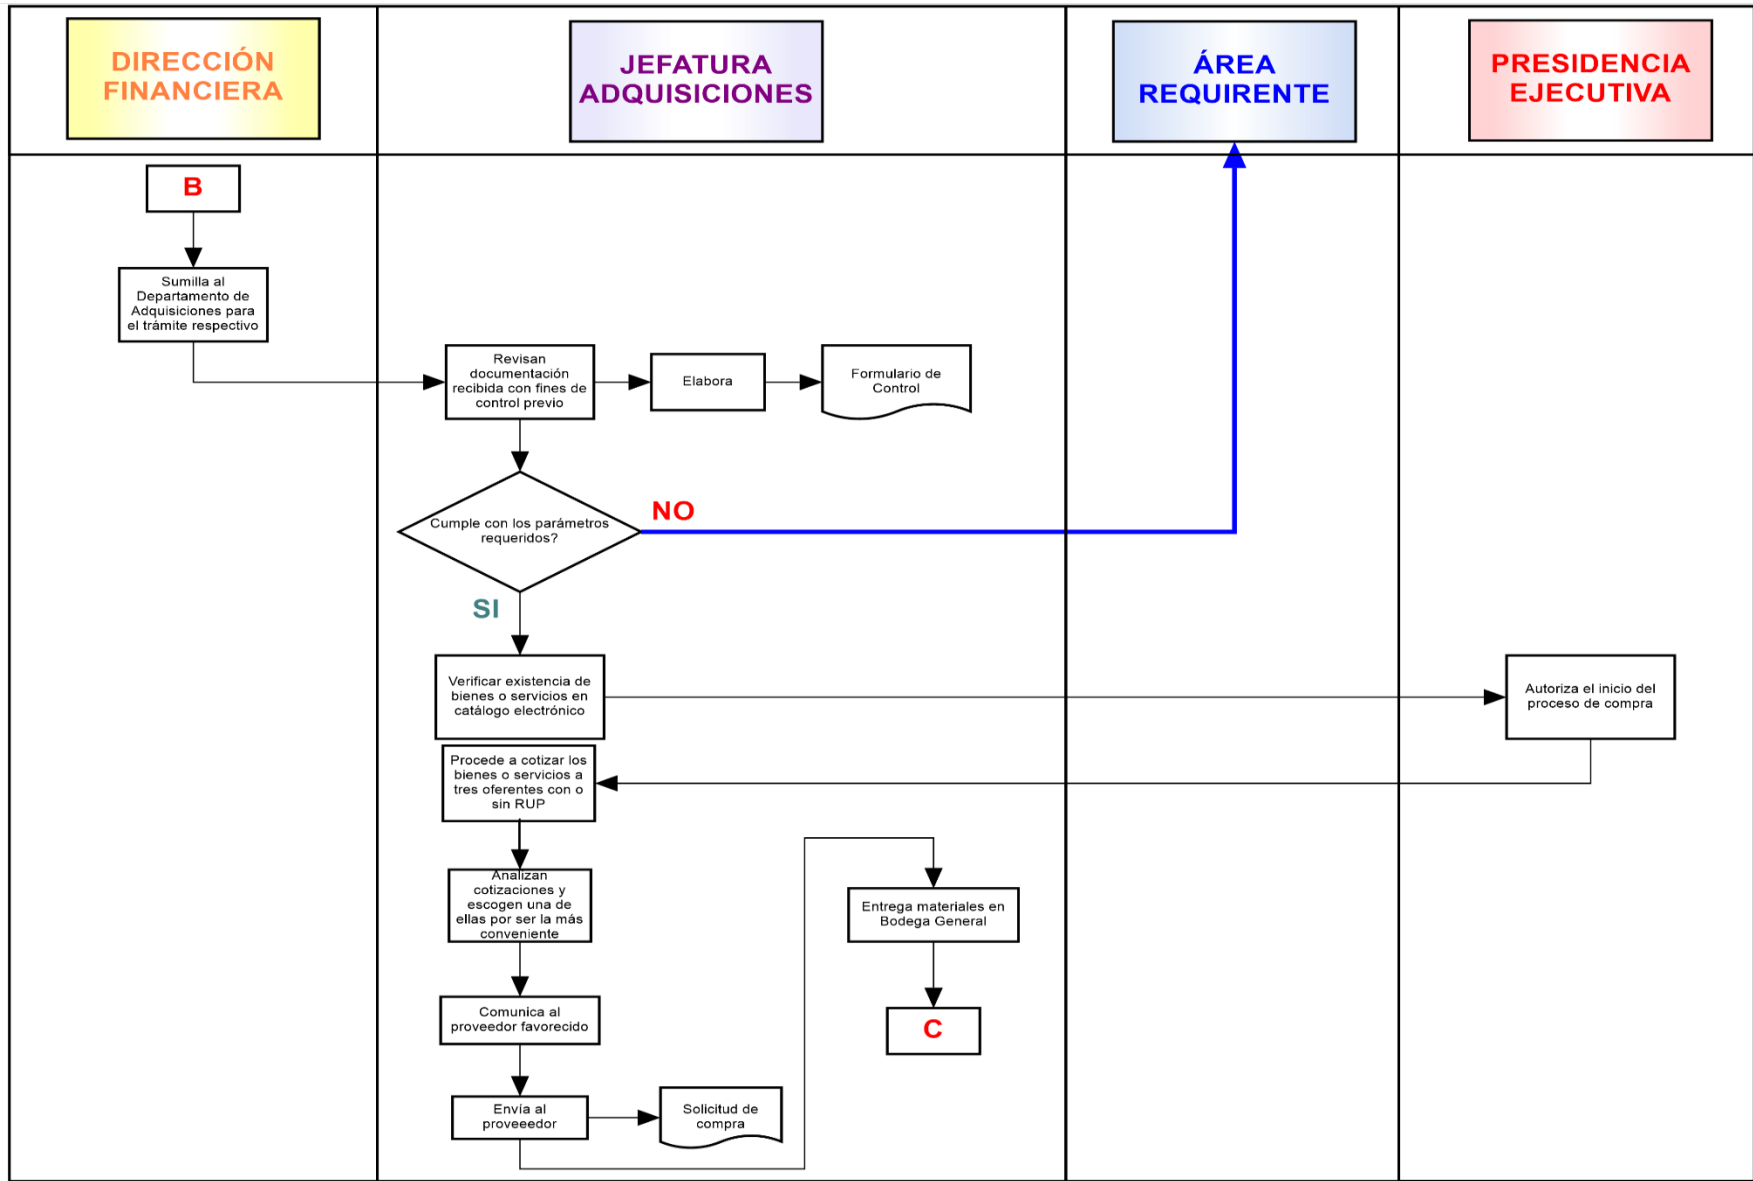 DIRECCIÓN
FINANCIERA
JEFATURA
ADQUISICIONES
ÁREA
REQUIRENTE
PRESIDENCIA
EJECUTIVA
B
Sumilla al
Departamento de
Adquisiciones para
el trámite respectivo
Revisan
documentación
recibida con fines de
control previo
Elabora
Formulario de
Control
Cumple con los parámetros
requeridos?
NO
SI
Verificar existencia de
bienes o servicios en
catálogo electrónico
Autoriza el inicio del
proceso de compra
Procede a cotizar los
bienes o servicios a
tres oferentes con o
sin RUP
Analizan
cotizaciones y
escogen una de
ellas por ser la más
conveniente
Entrega materiales en
Bodega General
Comunica al
proveedor favorecido
C
Envía al
proveeedor
Solicitud de
compra